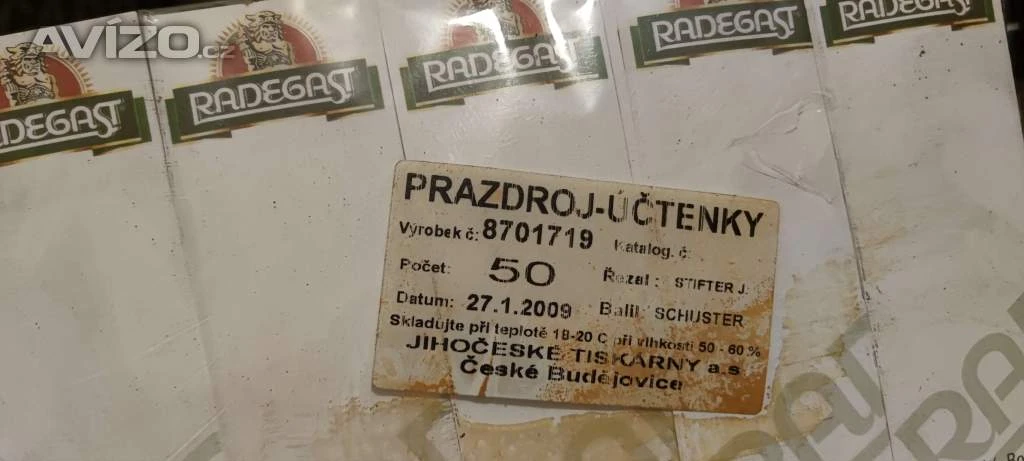 AVÍZO.cz
RADEGAST
RADEGAST
RADEGAST
RADEGAST
RADEGAST
PRAZDROJ-ÚČTENKY
Výrobek č: 8701719 Katalog. č:
Počet: 50 Řezal : STIFTER J.
Datum: 27.1.2009 Balil : SCHUSTER
Skladujte při teplotě 18-20 C při vlhkosti 50 - 60 %
JIHOČESKÉ TISKÁRNY a.s
České Budějovice